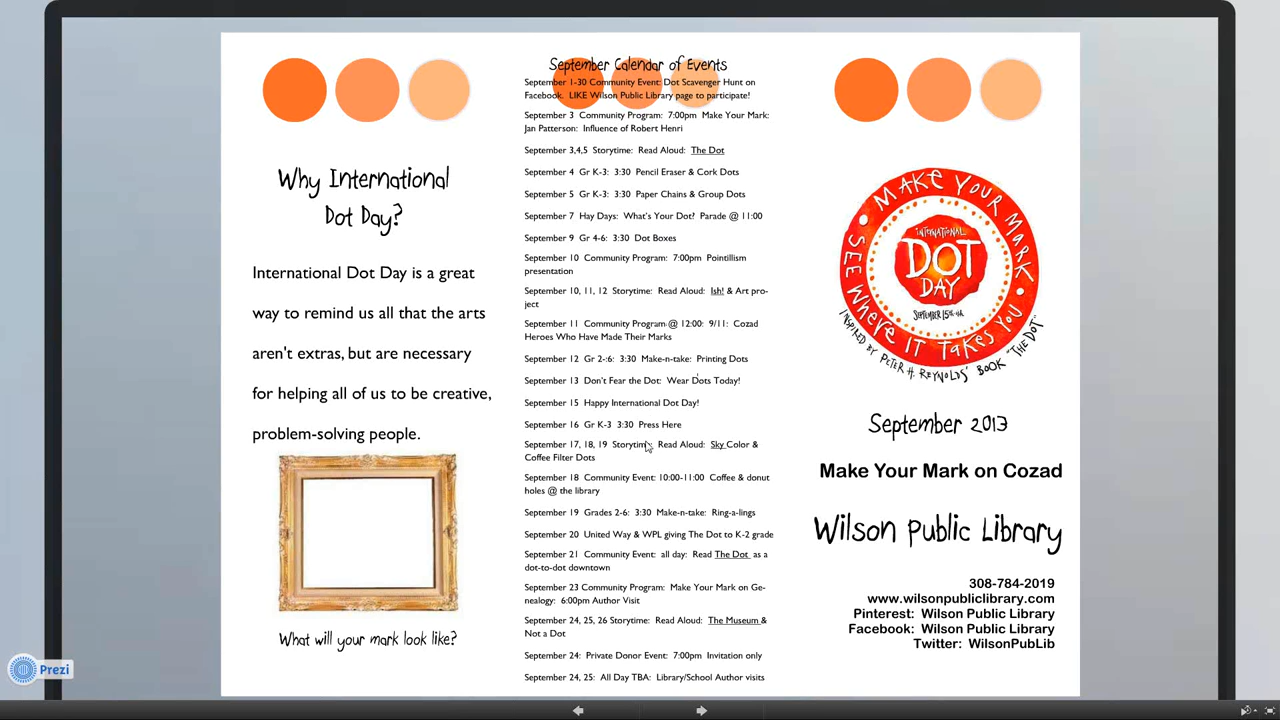 Why International
Dot Day?
International Dot Day is a great
way to remind us all that the arts
aren't extras, but are necessary
for helping all of us to be creative,
problem-solving people.
What will your mark look like?
September Calendar of Events
September 1-30 Community Event: Dot Scavenger Hunt on
Facebook. LIKE Wilson Public Library page to participate!
September 3 Community Program: 7:00pm Make Your Mark:
Jan Patterson: Influence of Robert Henri
September 3,4,5 Storytime: Read Aloud: The Dot
September 4 Gr K-3: 3:30 Pencil Eraser & Cork Dots
September 5 Gr K-3: 3:30 Paper Chains & Group Dots
September 7 Hay Days: What's Your Dot? Parade @ 11:00
September 9 Gr 4-6: 3:30 Dot Boxes
September 10 Community Program: 7:00pm Pointillism
presentation
September 10, 11, 12 Storytime: Read Aloud: Ish! & Art pro-
ject
September 11 Community Program @ 12:00: 9/11: Cozad
Heroes Who Have Made Their Marks
September 12 Gr 2-:6: 3:30 Make-n-take: Printing Dots
September 13 Don't Fear the Dot: Wear Dots Today!
September 15 Happy International Dot Day!
September 16 Gr K-3 3:30 Press Here
September 17, 18, 19 Storytime: Read Aloud: Sky Color &
Coffee Filter Dots
September 18 Community Event: 10:00-11:00 Coffee & donut
holes @ the library
September 19 Grades 2-6: 3:30 Make-n-take: Ring-a-lings
September 20 United Way & WPL giving The Dot to K-2 grade
September 21 Community Event: all day: Read The Dot as a
dot-to-dot downtown
September 23 Community Program: Make Your Mark on Ge-
nealogy: 6:00pm Author Visit
September 24, 25, 26 Storytime: Read Aloud: The Museum &
Not a Dot
September 24: Private Donor Event: 7:00pm Invitation only
September 24, 25: All Day TBA: Library/School Author visits
MAKE YOUR MARK
SEE WHERE IT TAKES YOU
INTERNATIONAL
DOT
DAY
SEPTEMBER 15TH-ISH
INSPIRED BY PETER H. REYNOLDS' BOOK "THE DOT"
September 2013
Make Your Mark on Cozad
Wilson Public Library
308-784-2019
www.wilsonpubliclibrary.com
Pinterest: Wilson Public Library
Facebook: Wilson Public Library
Twitter: WilsonPubLib
Prezi